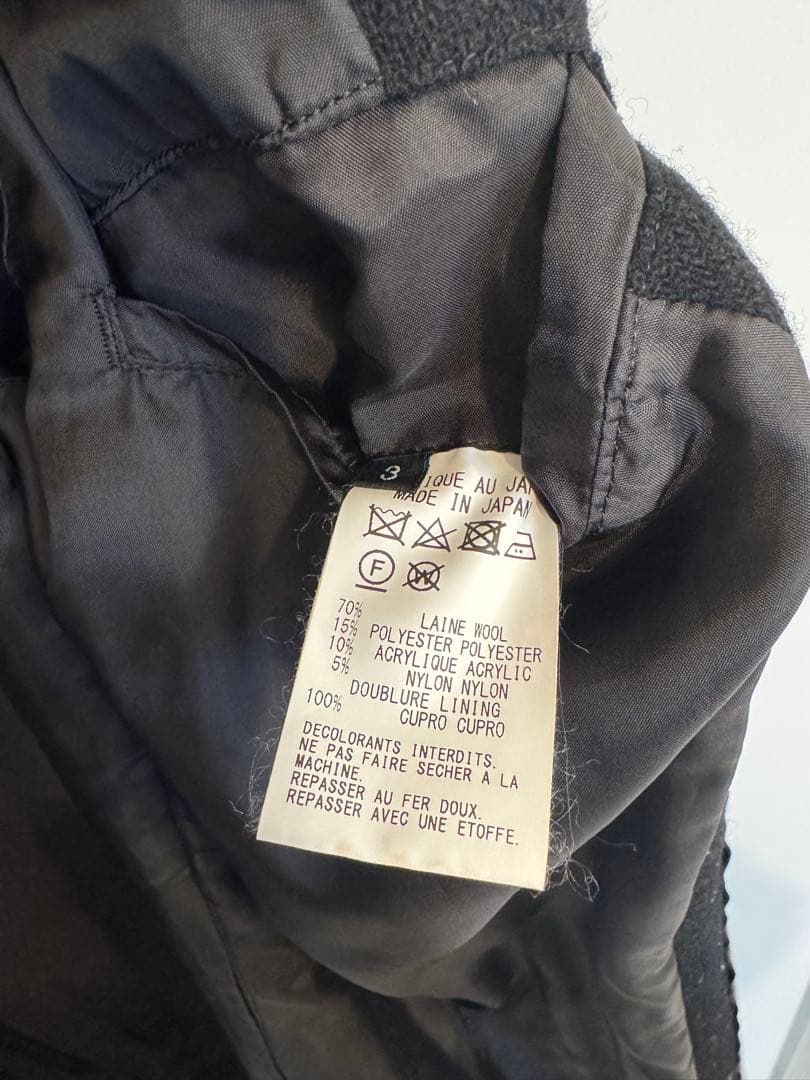 3
IQUE AU JA
MADE IN JAPAN
F
W
70% LAINE WOOL
15% POLYESTER POLYESTER
10% ACRYLIQUE ACRYLIC
5% NYLON NYLON
DOUBLURE LINING
100% CUPRO CUPRO
DECOLORANTS INTERDITS.
NE PAS FAIRE SECHER A LA
MACHINE.
REPASSER AU FER DOUX.
REPASSER AVEC UNE ETOFFE.